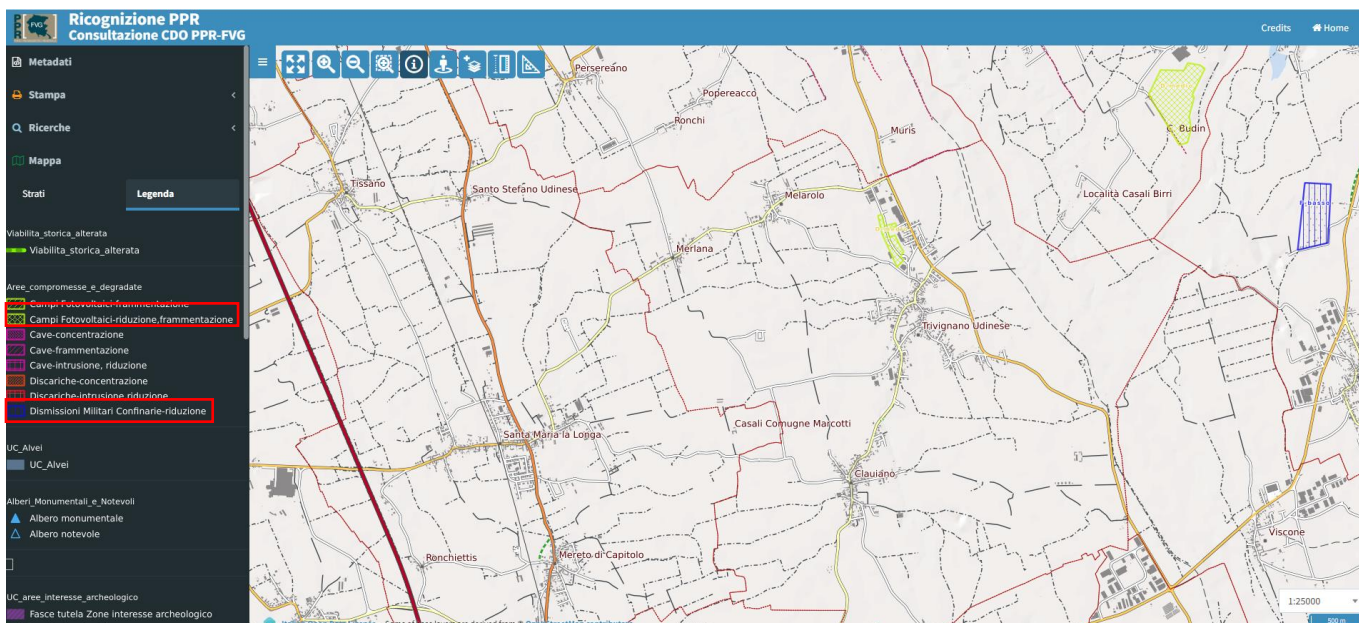 Ricognizione PPR
Consultazione CDO PPR-FVG
Credits
Home
Metadati
Stampa
Ricerche
Mappa
Strati
Legenda
Viabilita_storica_alterata
Viabilita_storica_alterata
Aree_compromesse_e_degradate
Campi Fotovoltaici-frammentazione
Campi Fotovoltaici-riduzione,frammentazione
Cave-concentrazione
Cave-frammentazione
Cave-intrusione, riduzione
Discariche-concentrazione
Discariche-intrusione,riduzione
Dismissioni Militari Confinarie-riduzione
UC_Alvei
UC_Alvei
Alberi_Monumentali_e_Notevoli
Albero monumentale
Albero notevole
UC_aree_interesse_archeologico
Fasce tutela Zone interesse archeologico
Persereano
Popereacco
Ronchi
Muris
C. Budin
Tissano
Santo Stefano Udinese
Melarolo
Località Casali Birri
Merlana
Trivignano Udinese
Santa Maria la Longa
Casali Comugne Marcotti
Clauiano
Viscone
Ronchiettis
Mereto di Capitolo
1:25000
500 m